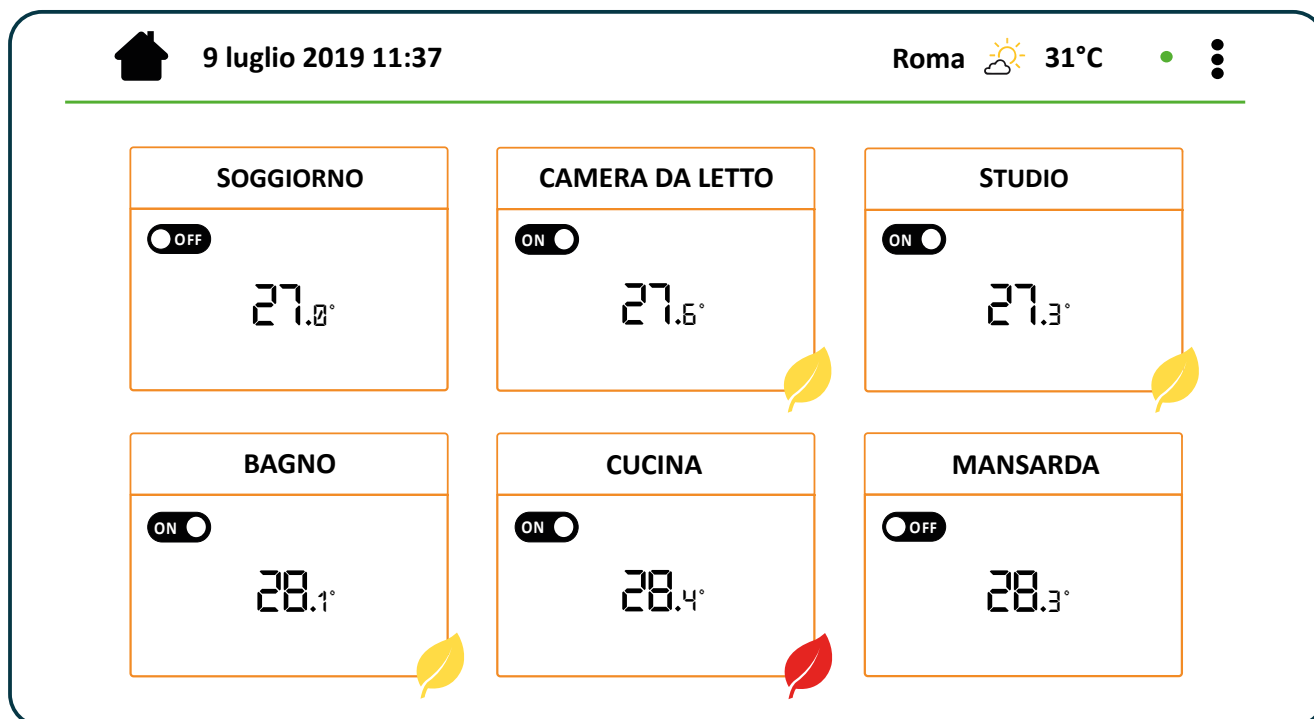 9 luglio 2019 11:37
Roma 31°C
SOGGIORNO
OFF
27.0°
CAMERA DA LETTO
ON
27.6°
STUDIO
ON
27.3°
BAGNO
ON
28.1°
CUCINA
ON
28.4°
MANSARDA
OFF
28.3°